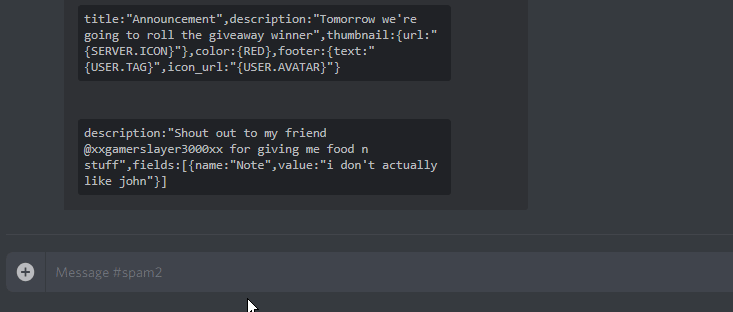 title:"Announcement",description:"Tomorrow we're
going to roll the giveaway winner",thumbnail:{url:"
{SERVER.ICON}"},color:{RED},footer:{text:"
{USER.TAG}",icon_url:"{USER.AVATAR}"}
description:"Shout out to my friend
@xxgamerslayer3000xx for giving me food n
stuff",fields:[{name:"Note",value:"i don't actually
like john"}]
Message #spam2